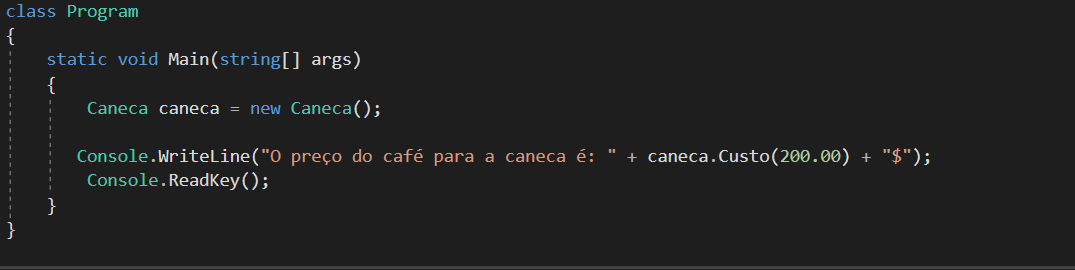 class Program
{
static void Main(string[] args)
{
Caneca caneca = new Caneca();
Console.WriteLine("O preço do café para a caneca é: " + caneca.Custo(200.00) + "$");
Console.ReadKey();
}
}